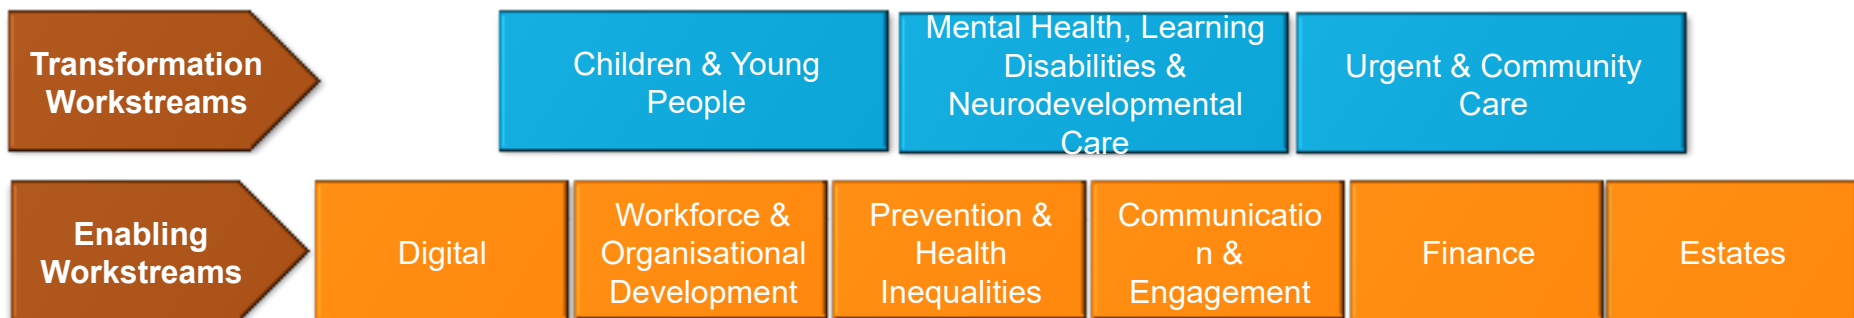 Transformation
Workstreams
Children & Young
People
Mental Health, Learning
Disabilities &
Neurodevelopmental
Care
Urgent & Community
Care
Enabling
Workstreams
Digital
Workforce &
Organisational
Development
Prevention &
Health
Inequalities
Communicatio
n &
Engagement
Finance
Estates